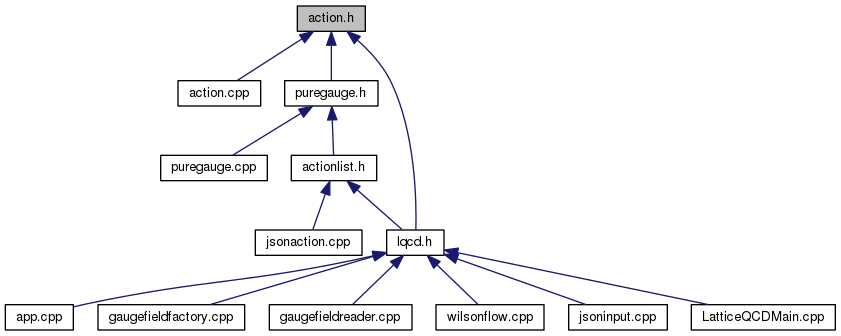 action.h
action.cpp
puregauge.h
puregauge.cpp
actionlist.h
jsonaction.cpp
lqcd.h
app.cpp
gaugefieldfactory.cpp
gaugefieldreader.cpp
wilsonflow.cpp
jsoninput.cpp
LatticeQCDMain.cpp